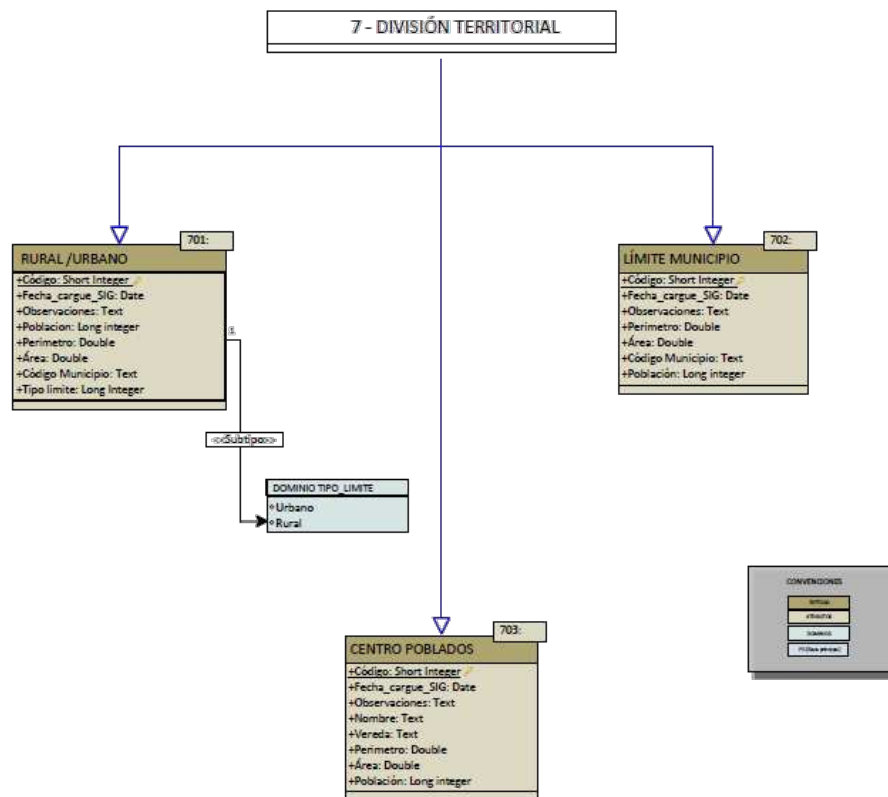 7 - DIVISIÓN TERRITORIAL
701:
RURAL /URBANO
+Código: Short Integer
+Fecha_cargue_SIG: Date
+Observaciones: Text
+Poblacion: Long integer
+Perimetro: Double
+Área: Double
+Código Municipio: Text
+Tipo limite: Long Integer
<<Subtipo>>
DOMINIO TIPO_LIMITE
Urbano
Rural
702:
LÍMITE MUNICIPIO
+Código: Short Integer
+Fecha_cargue_SIG: Date
+Observaciones: Text
+Perimetro: Double
+Área: Double
+Código Municipio: Text
+Población: Long integer
703:
CENTRO POBLADOS
+Código: Short Integer
+Fecha_cargue_SIG: Date
+Observaciones: Text
+Nombre: Text
+Vereda: Text
+Perimetro: Double
+Área: Double
+Población: Long integer
CONVENCIONES